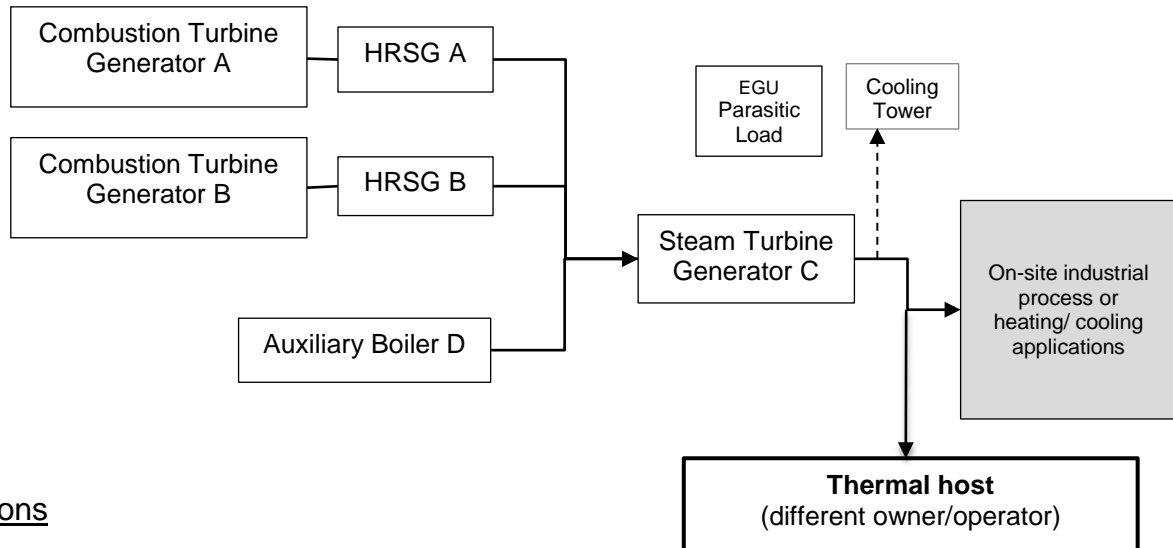 Combustion Turbine
Generator A
HRSG A
EGU
Parasitic
Load
Cooling
Tower
Combustion Turbine
Generator B
HRSG B
Steam Turbine
Generator C
On-site industrial
process or
heating/ cooling
applications
Auxiliary Boiler D
Thermal host
(different owner/operator)
ons